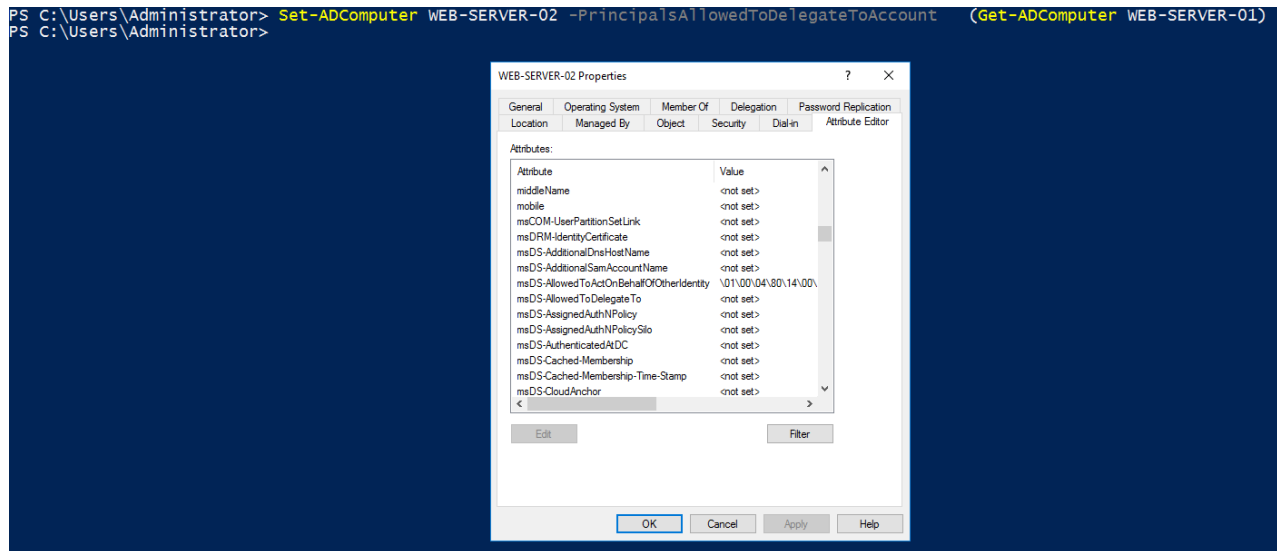 PS C:\Users\Administrator> Set-ADComputer WEB-SERVER-02 -PrincipalsAllowedToDelegateToAccount (Get-ADComputer WEB-SERVER-01)
PS C:\Users\Administrator>
WEB-SERVER-02 Properties ? ×
General Operating System Member Of Delegation Password Replication
Location Managed By Object Security Dial-in Attribute Editor
Attributes:
Attribute Value
middleName <not set>
mobile <not set>
msCOM-UserPartitionSetLink <not set>
msDRM-IdentityCertificate <not set>
msDS-AdditionalDnsHostName <not set>
msDS-AdditionalSamAccountName <not set>
msDS-AllowedToActOnBehalfOfOtherIdentity \01\00\04\80\14\00\
msDS-AllowedToDelegateTo <not set>
msDS-AssignedAuthNPolicy <not set>
msDS-AssignedAuthNPolicySilo <not set>
msDS-AuthenticatedAtDC <not set>
msDS-Cached-Membership <not set>
msDS-Cached-Membership-Time-Stamp <not set>
msDS-CloudAnchor <not set>
Edit Filter
OK Cancel Apply Help